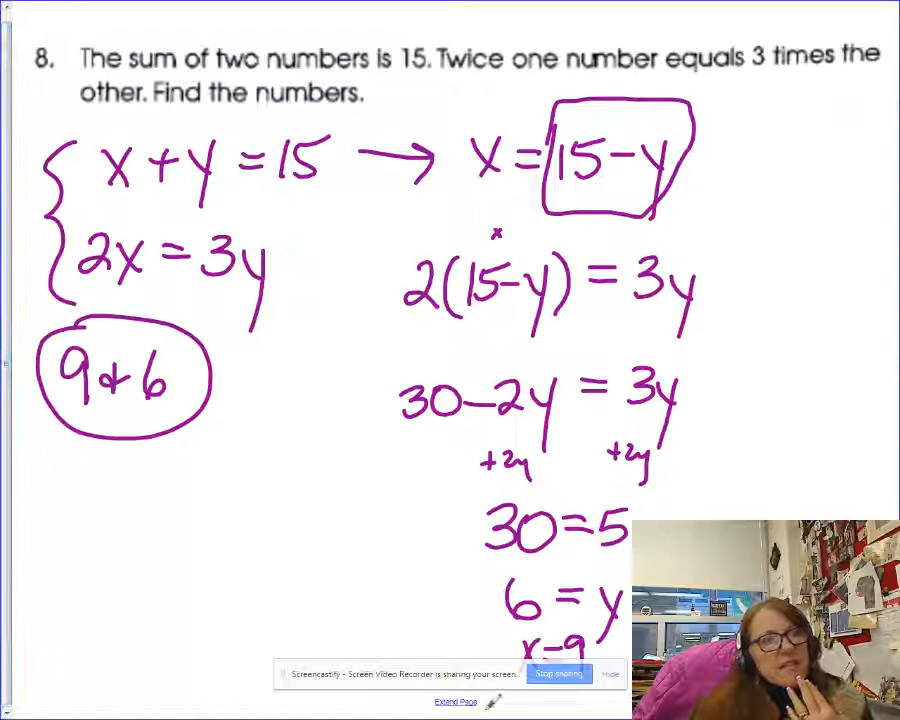 8. The sum of two numbers is 15. Twice one number equals 3 times the
other. Find the numbers.
x + y = 15 → x = 15 - y
2x = 3y
x
2(15 - y) = 3y
9 & 6
30 - 2y = 3y
+2y +2y
30 = 5
6 = y
x = 9
Screencastify - Screen Video Recorder is sharing your screen. Stop sharing Hide
Extend Page